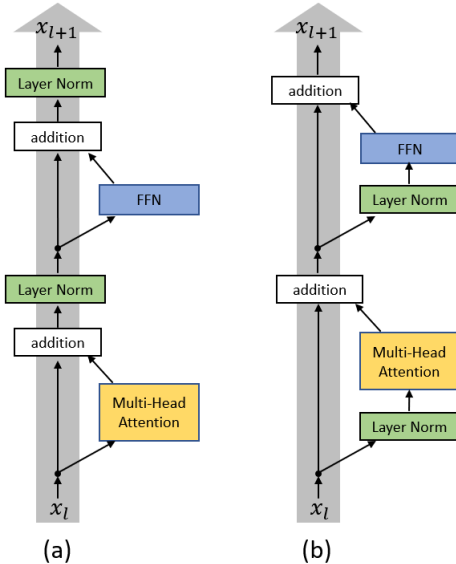 x_{l+1}
Layer Norm
addition
FFN
Layer Norm
addition
Multi-Head
Attention
x_l
(a)
x_{l+1}
addition
FFN
Layer Norm
addition
Multi-Head
Attention
Layer Norm
x_l
(b)